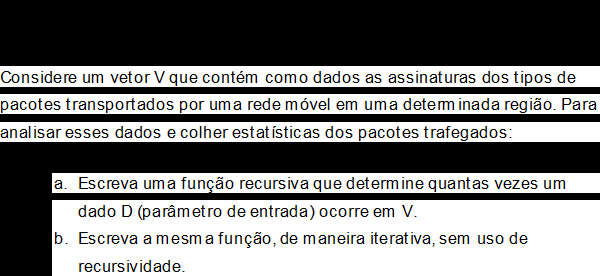 Considere um vetor V que contém como dados as assinaturas dos tipos de
pacotes transportados por uma rede móvel em uma determinada região. Para
analisar esses dados e colher estatísticas dos pacotes trafegados:
a. Escreva uma função recursiva que determine quantas vezes um
dado D (parâmetro de entrada) ocorre em V.
b. Escreva a mesma função, de maneira iterativa, sem uso de
recursividade.